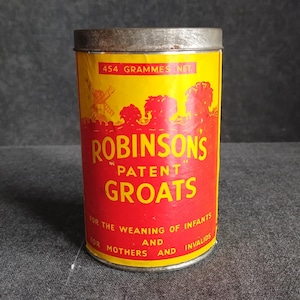 454 GRAMMES NET
ROBINSON'S
"PATENT"
GROATS
FOR THE WEANING OF INFANTS
AND
FOR MOTHERS AND INVALIDS